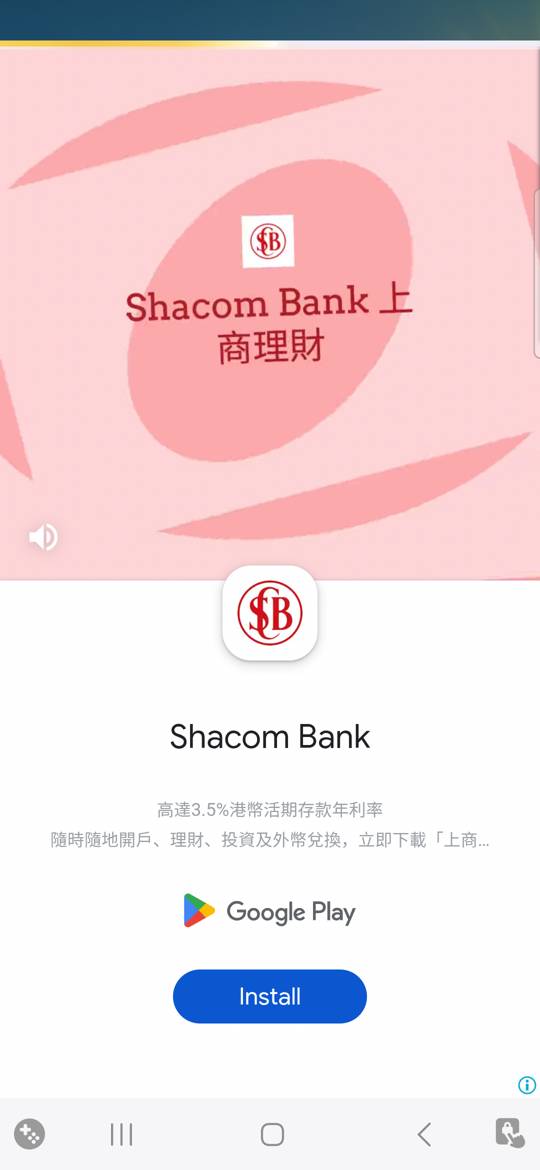 SCB
Shacom Bank 上
商理財
SCB
Shacom Bank
高達3.5%港幣活期存款年利率
隨時隨地開戶、理財、投資及外幣兌換，立即下載「上商...
Google Play
Install